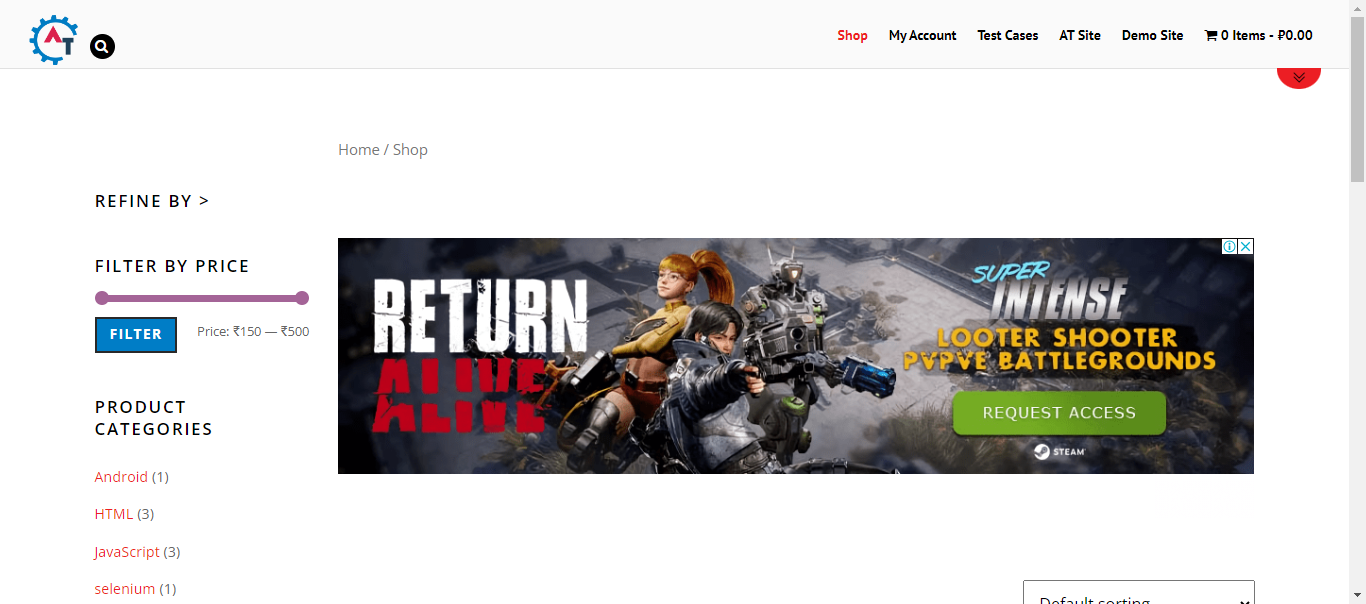 AT
Shop
My Account
Test Cases
AT Site
Demo Site
0 Items - ₽0.00
Home / Shop
REFINE BY >
FILTER BY PRICE
FILTER
Price: ₹150 — ₹500
PRODUCT
CATEGORIES
Android (1)
HTML (3)
JavaScript (3)
selenium (1)
RETURN
ALIVE
SUPER
INTENSE
LOOTER SHOOTER
PVPVE BATTLEGROUNDS
REQUEST ACCESS
STEAM
Default sorting